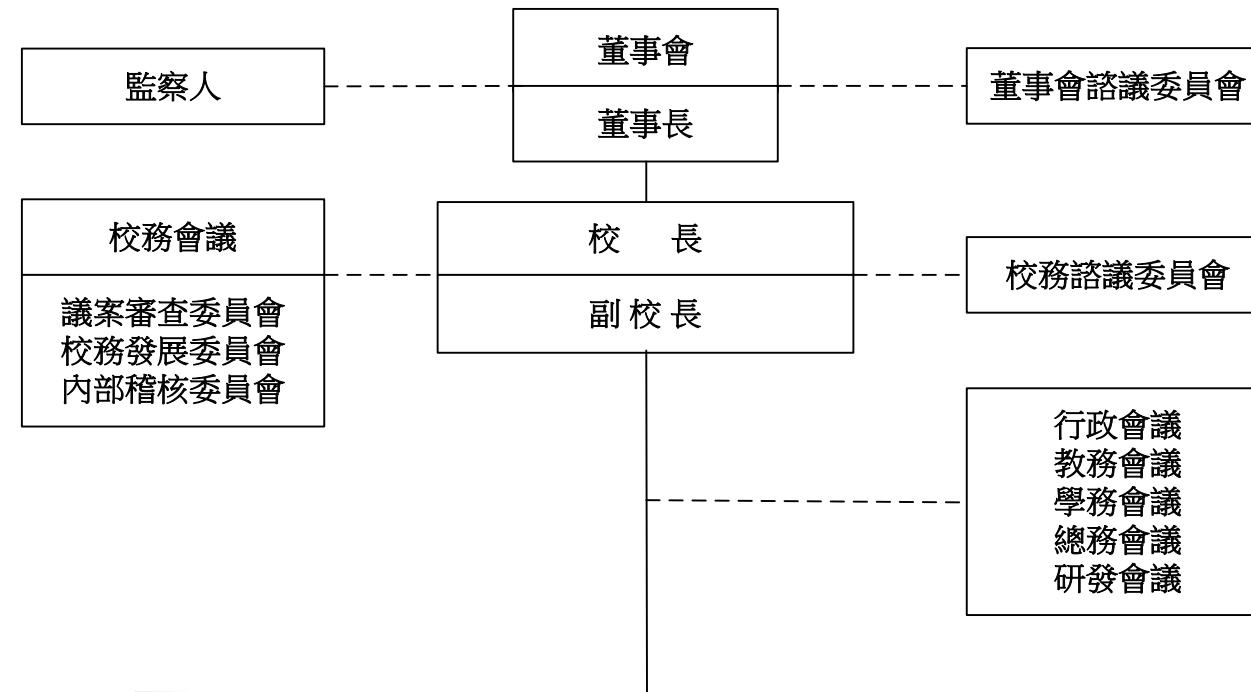 董事會
監察人
董事會諮議委員會
董事長
校務會議
校 長
校務諮議委員會
議案審查委員會
校務發展委員會
內部稽核委員會
副校長
行政會議
教務會議
學務會議
總務會議
研發會議